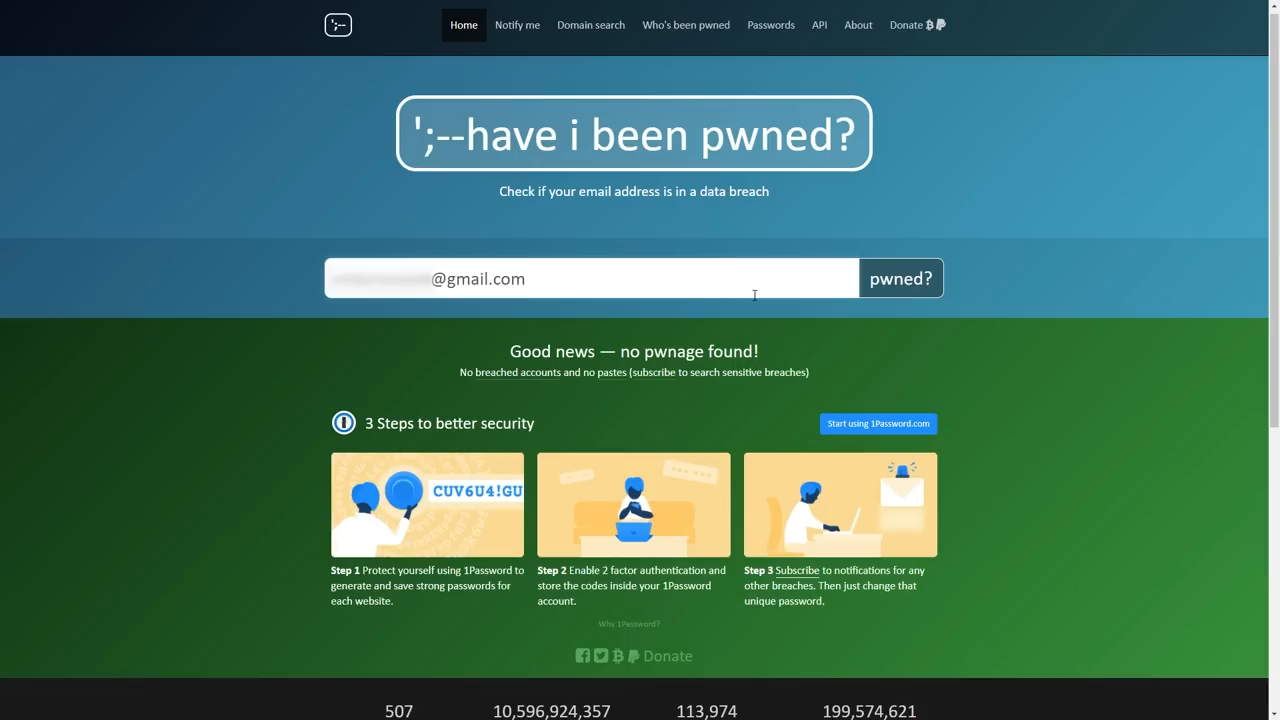 ';--
Home
Notify me
Domain search
Who's been pwned
Passwords
API
About
Donate
';--have i been pwned?
Check if your email address is in a data breach
@gmail.com
pwned?
Good news — no pwnage found!
No breached accounts and no pastes (subscribe to search sensitive breaches)
3 Steps to better security
Start using 1Password.com
CUV6U4!GU
Step 1 Protect yourself using 1Password to
generate and save strong passwords for
each website.
Step 2 Enable 2 factor authentication and
store the codes inside your 1Password
account.
Step 3 Subscribe to notifications for any
other breaches. Then just change that
unique password.
Why 1Password?
Donate
507
10,596,924,357
113,974
199,574,621